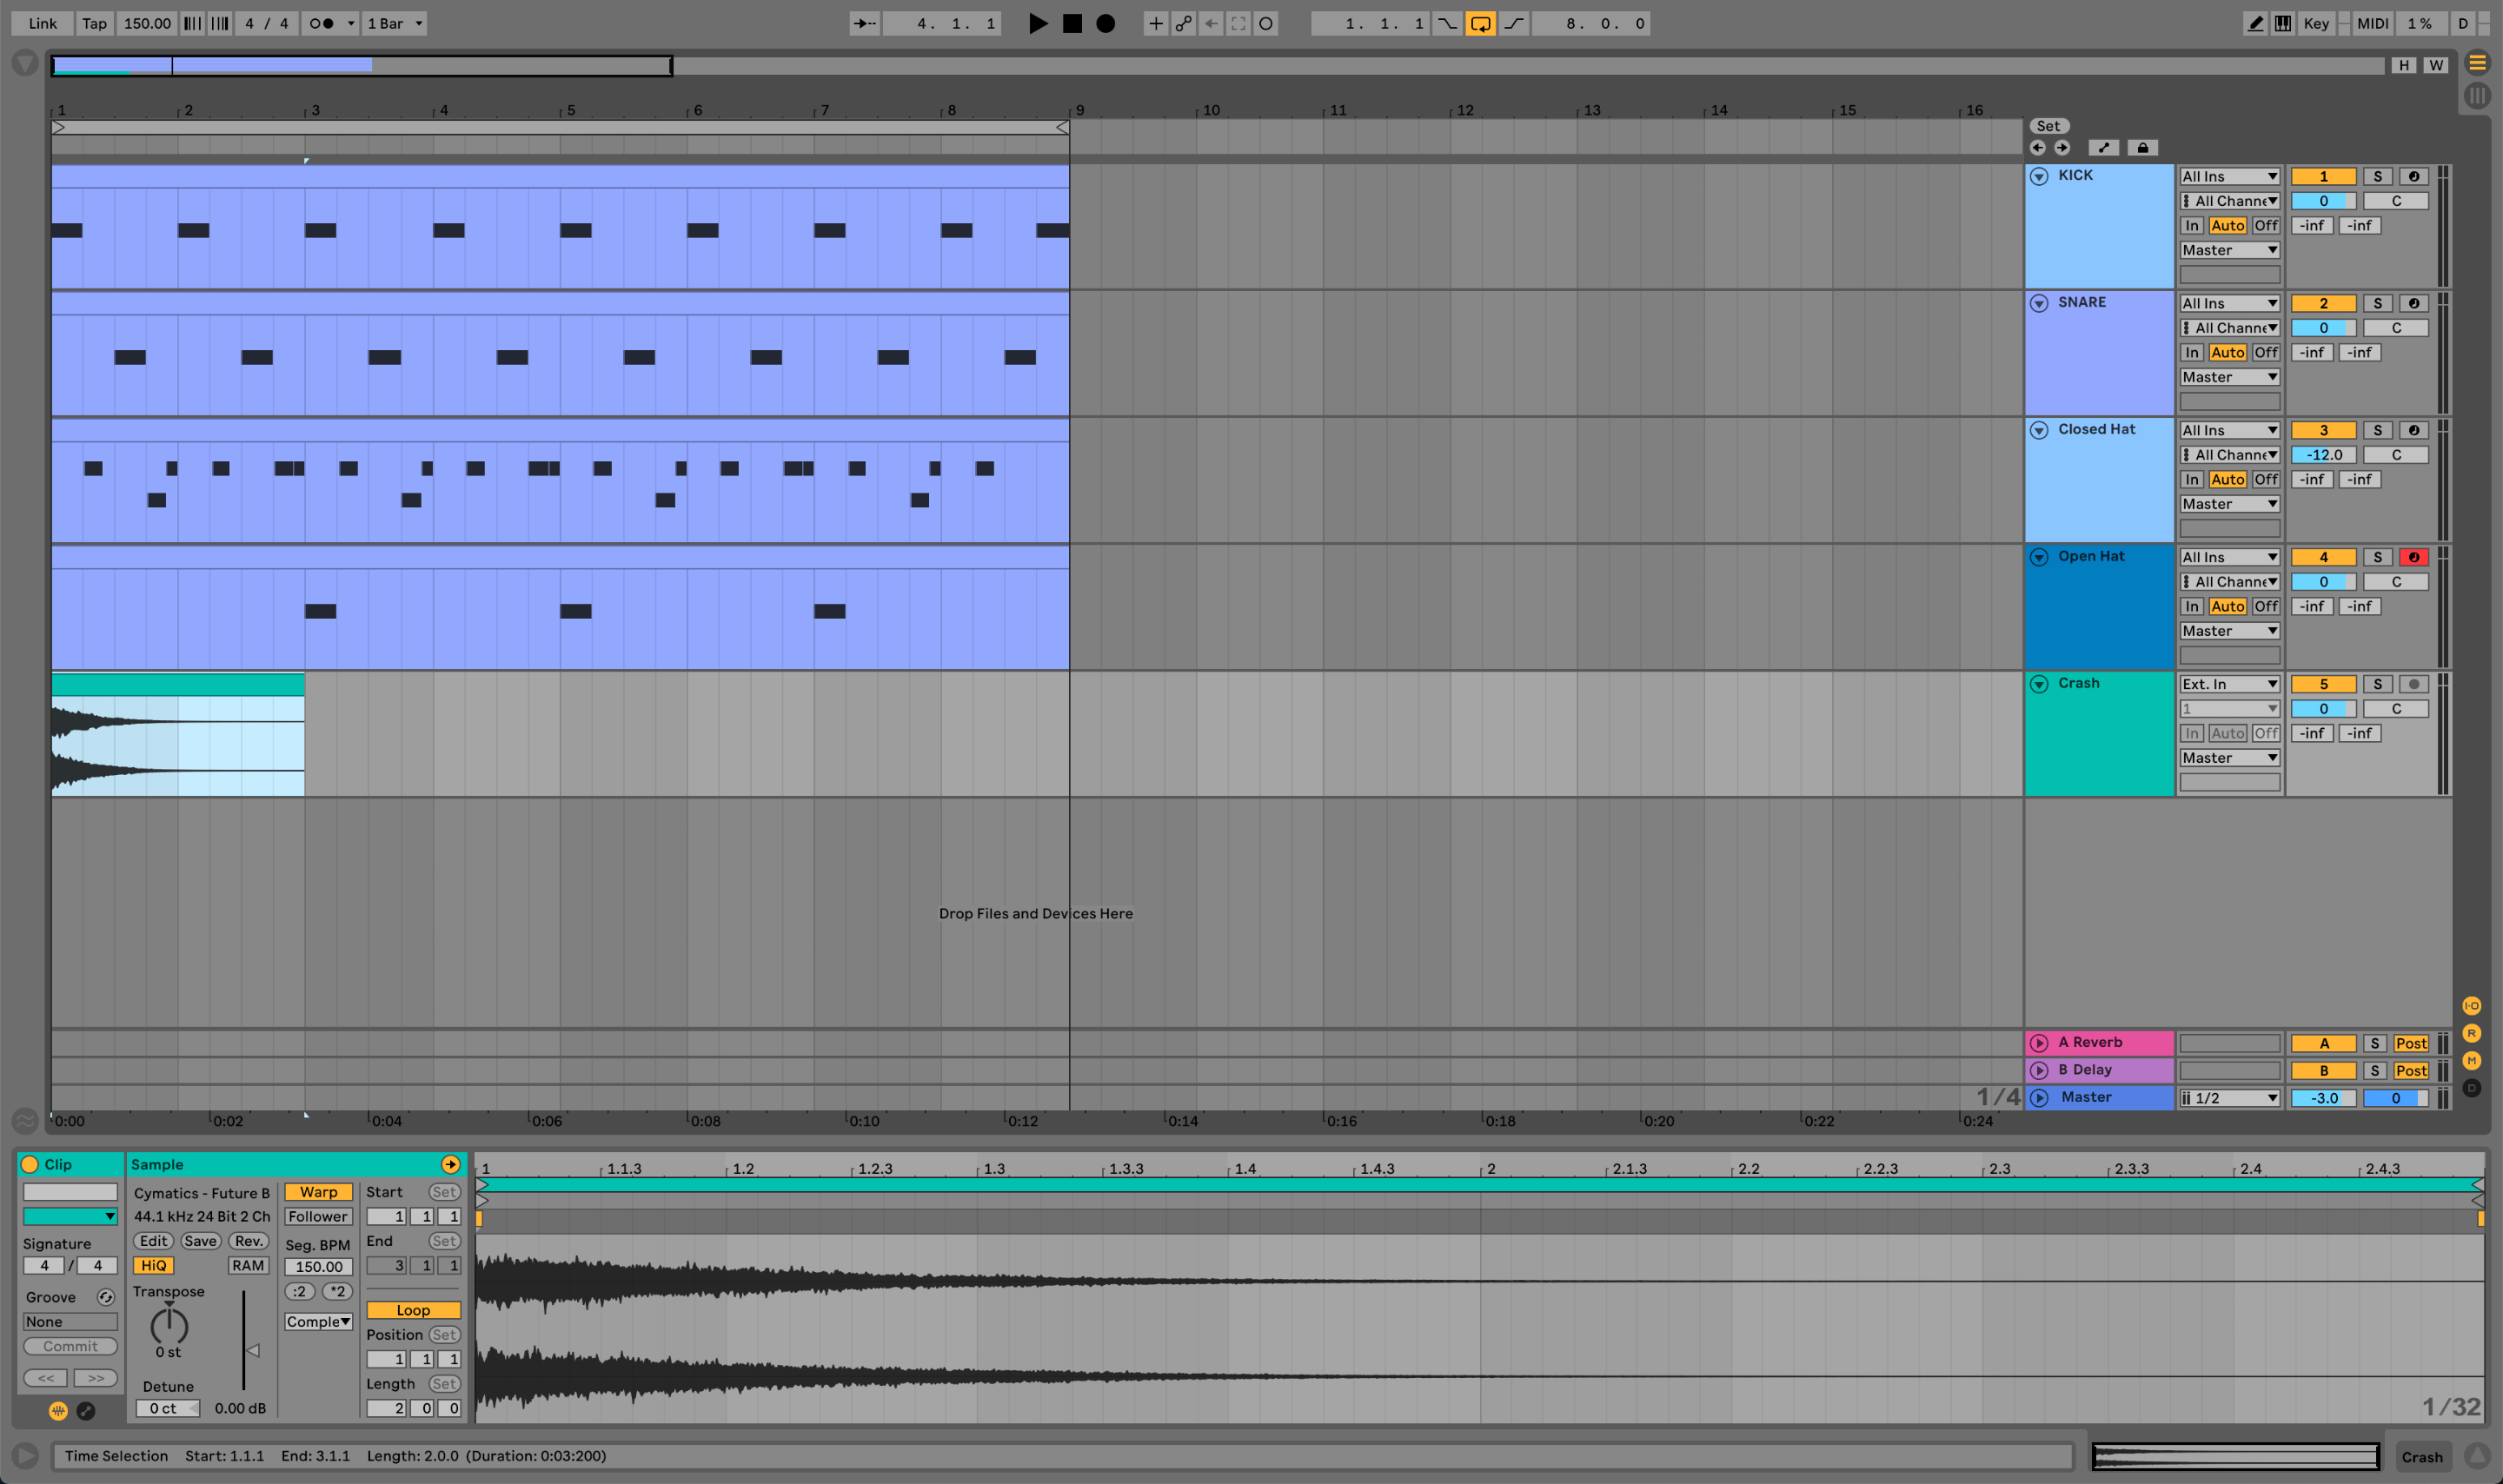 Link Tap 150.00 4 / 4 1 Bar 4. 1. 1 1. 1. 1 8. 0. 0 Key MIDI 1 % D
H W
1 2 3 4 5 6 7 8 9 10 11 12 13 14 15 16
Set
KICK All Ins 1 S
All Channe 0 C
In Auto Off -inf -inf
Master
SNARE All Ins 2 S
All Channe 0 C
In Auto Off -inf -inf
Master
Closed Hat All Ins 3 S
All Channe -12.0 C
In Auto Off -inf -inf
Master
Open Hat All Ins 4 S
All Channe 0 C
In Auto Off -inf -inf
Master
Crash Ext. In 5 S
1 0 C
In Auto Off -inf -inf
Master
Drop Files and Devices Here
I-O
R
M
D
A Reverb A S Post
B Delay B S Post
1/4 Master 1/2 -3.0 0
0:00 0:02 0:04 0:06 0:08 0:10 0:12 0:14 0:16 0:18 0:20 0:22 0:24
Clip Sample 1 1.1.3 1.2 1.2.3 1.3 1.3.3 1.4 1.4.3 2 2.1.3 2.2 2.2.3 2.3 2.3.3 2.4 2.4.3
Cymatics - Future B Warp Start Set
44.1 kHz 24 Bit 2 Ch Follower 1 1 1
Signature Edit Save Rev. Seg. BPM End Set
4 / 4 HiQ RAM 150.00 3 1 1
Groove Transpose :2 *2 Loop
None Comple Position Set
Commit 0 st 1 1 1
<< >> Detune Length Set
0 ct 0.00 dB 2 0 0 1/32
Time Selection Start: 1.1.1 End: 3.1.1 Length: 2.0.0 (Duration: 0:03:200) Crash